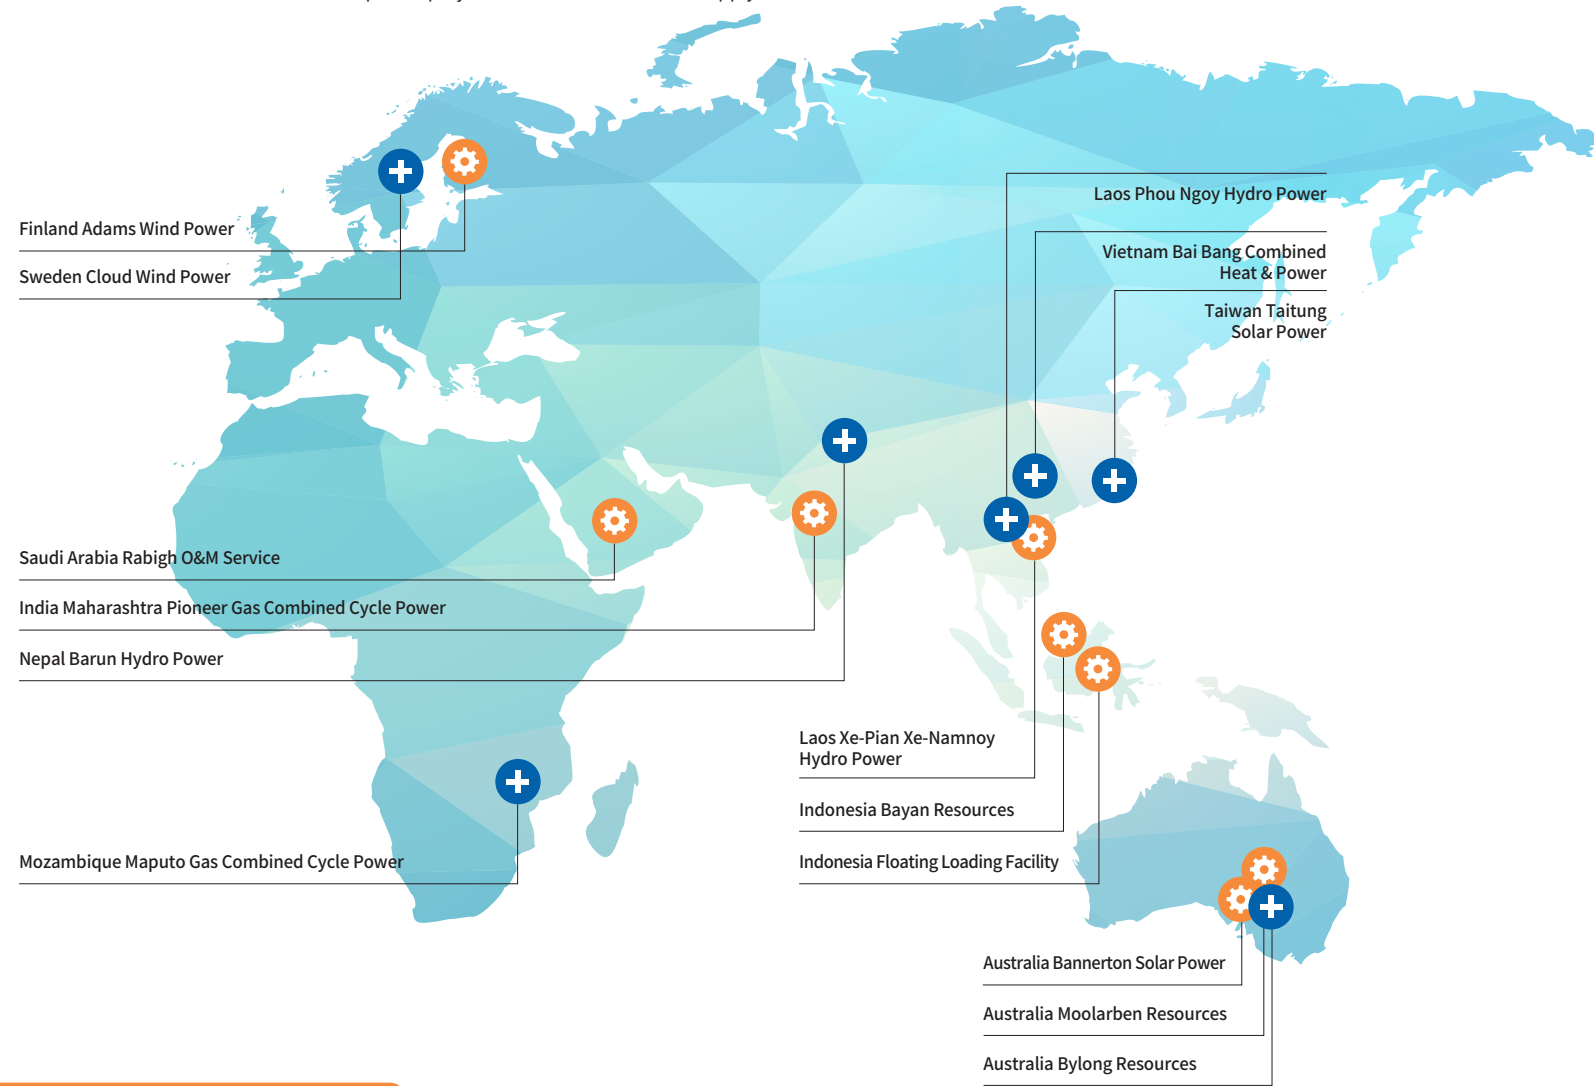 Finland Adams Wind Power
Sweden Cloud Wind Power
Laos Phou Ngoy Hydro Power
Vietnam Bai Bang Combined
Heat & Power
Taiwan Taitung
Solar Power
Saudi Arabia Rabigh O&M Service
India Maharashtra Pioneer Gas Combined Cycle Power
Nepal Barun Hydro Power
Laos Xe-Pian Xe-Namnoy
Hydro Power
Indonesia Bayan Resources
Indonesia Floating Loading Facility
Mozambique Maputo Gas Combined Cycle Power
Australia Bannerton Solar Power
Australia Moolarben Resources
Australia Bylong Resources